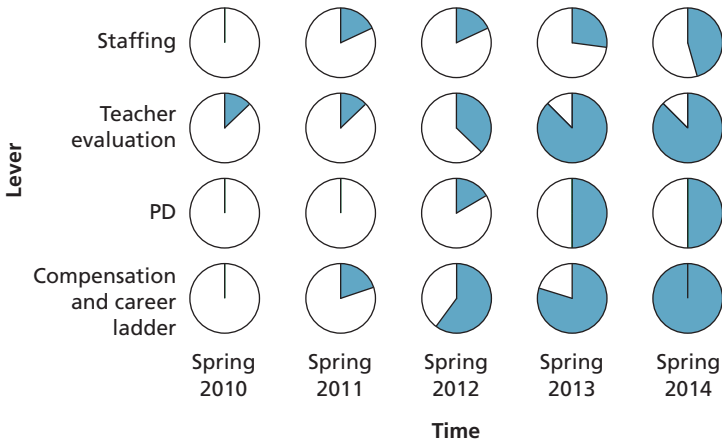 Staffing
Teacher
evaluation
Lever
PD
Compensation
and career
ladder
Spring
2010
Spring
2011
Spring
2012
Spring
2013
Spring
2014
Time